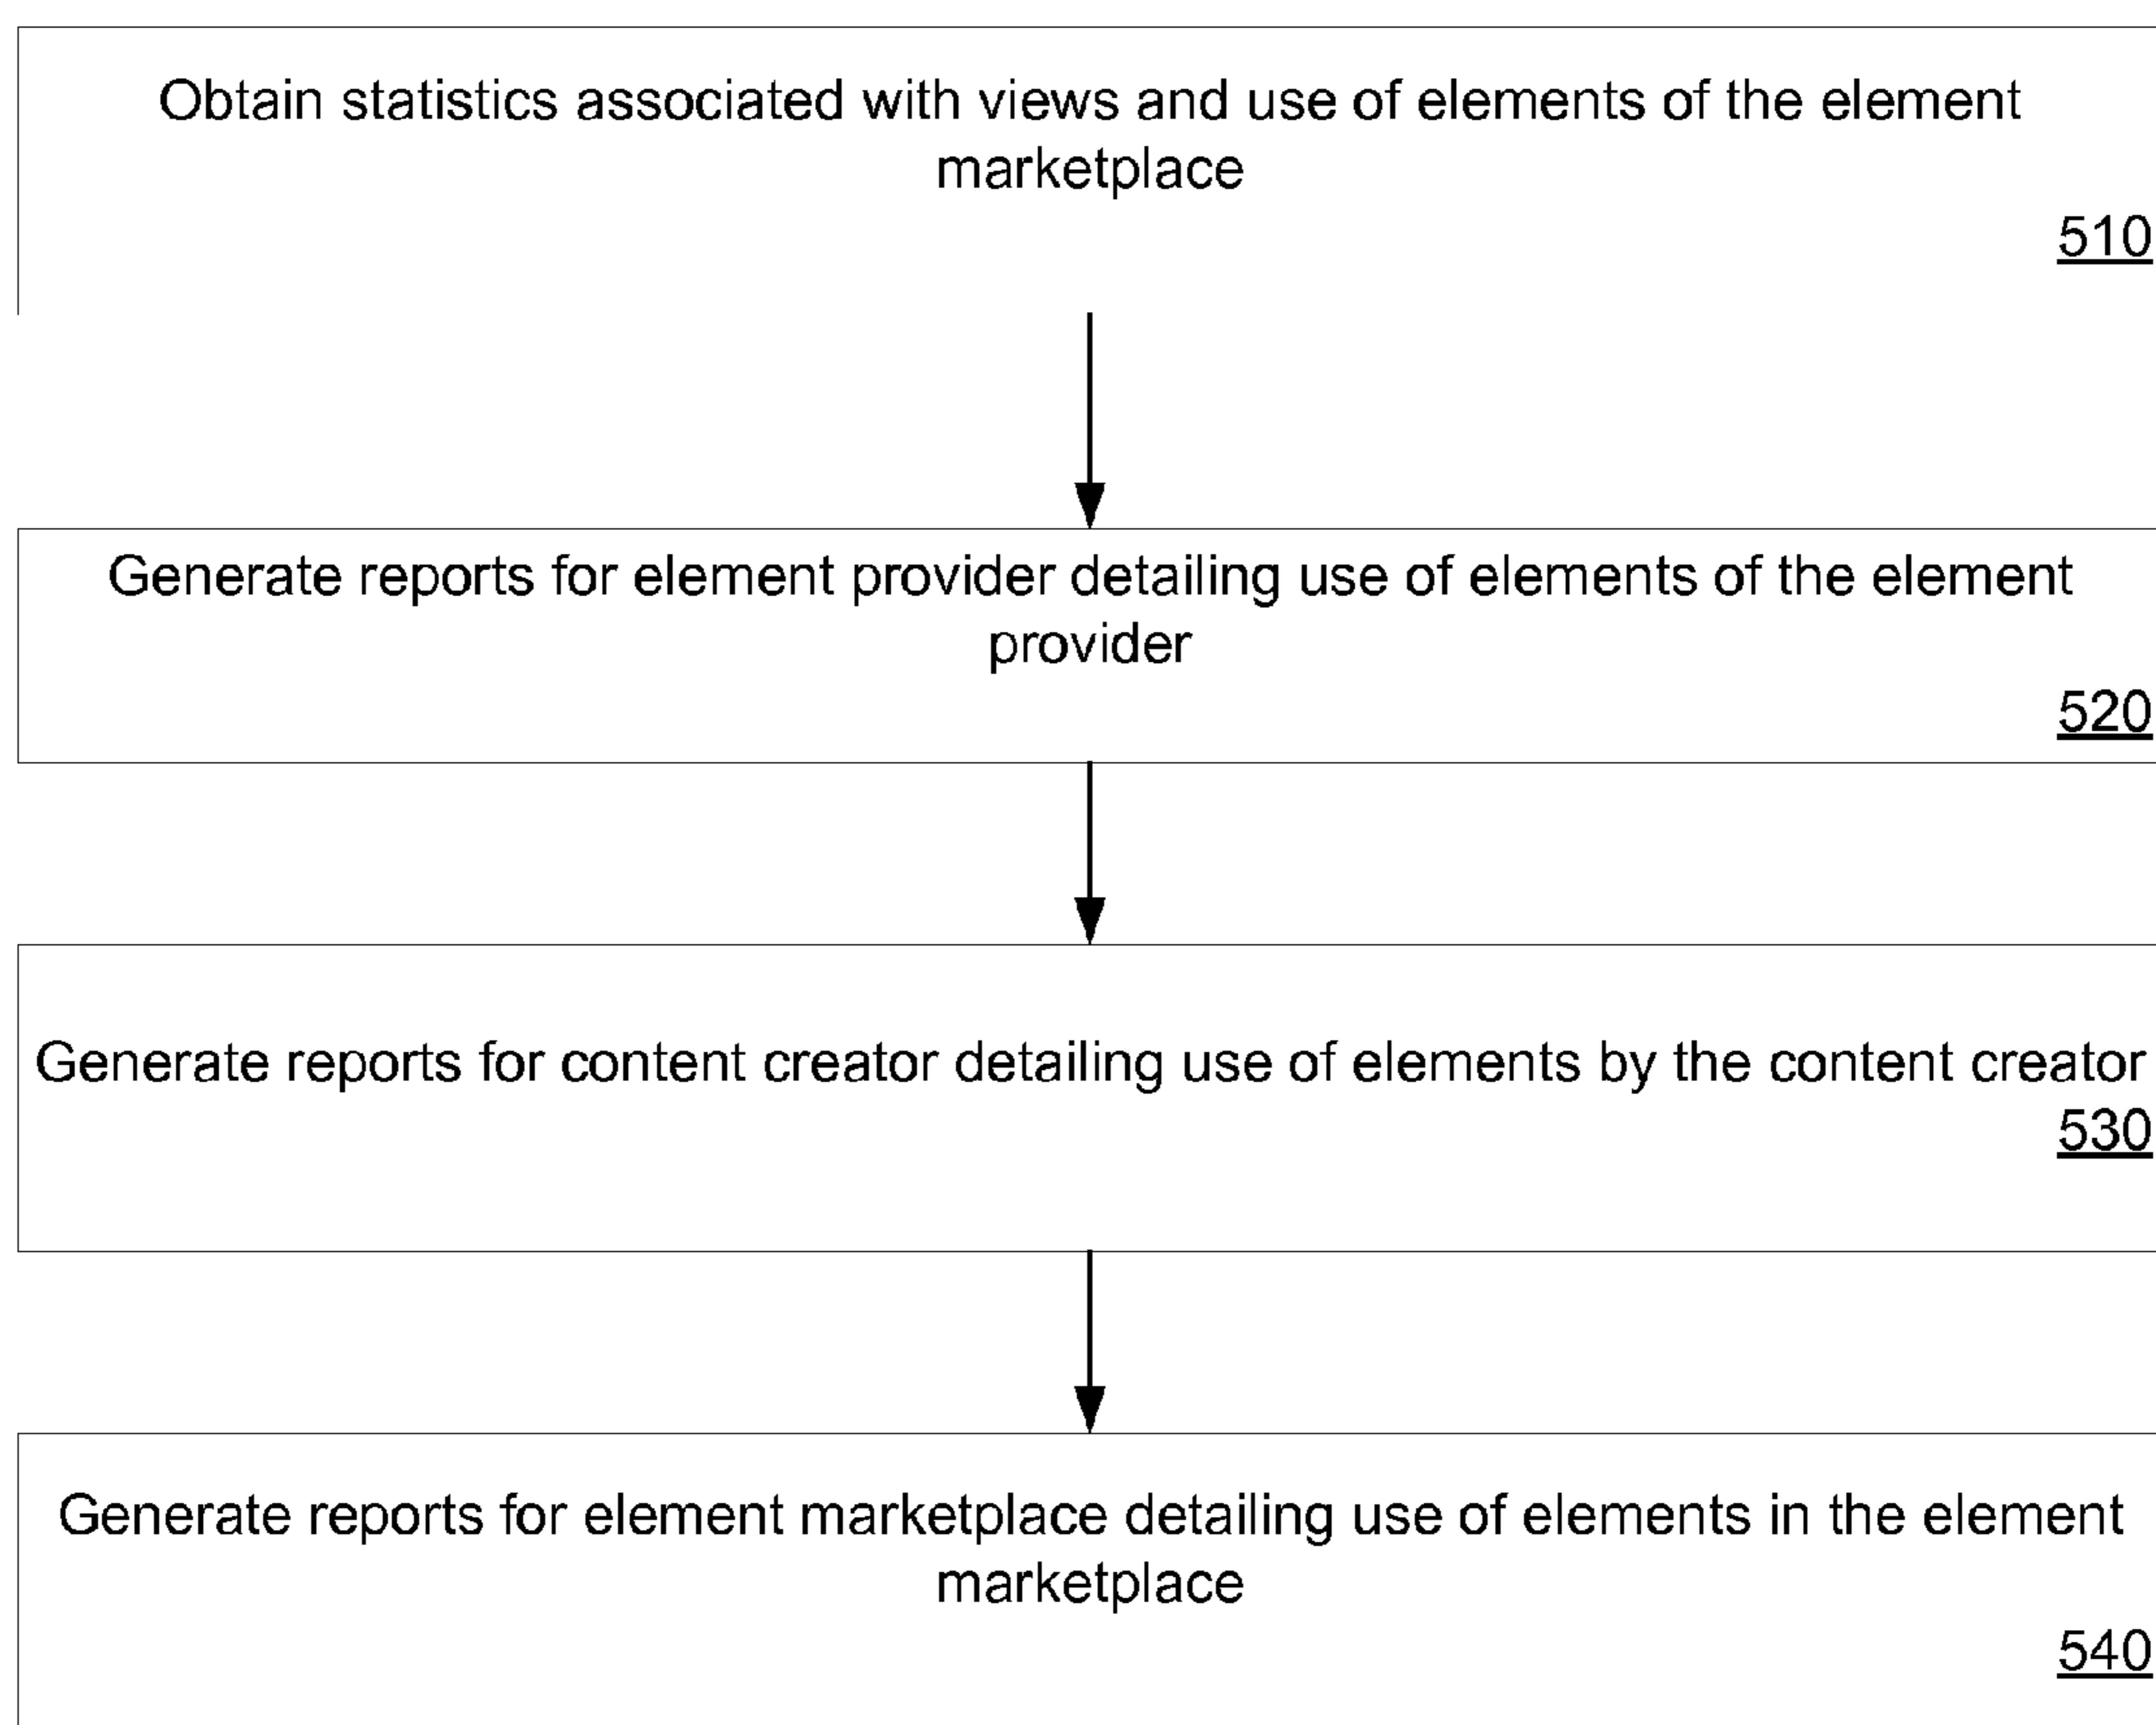 Obtain statistics associated with views and use of elements of the element
marketplace
510
Generate reports for element provider detailing use of elements of the element
provider
520
Generate reports for content creator detailing use of elements by the content creator
530
Generate reports for element marketplace detailing use of elements in the element
marketplace
540